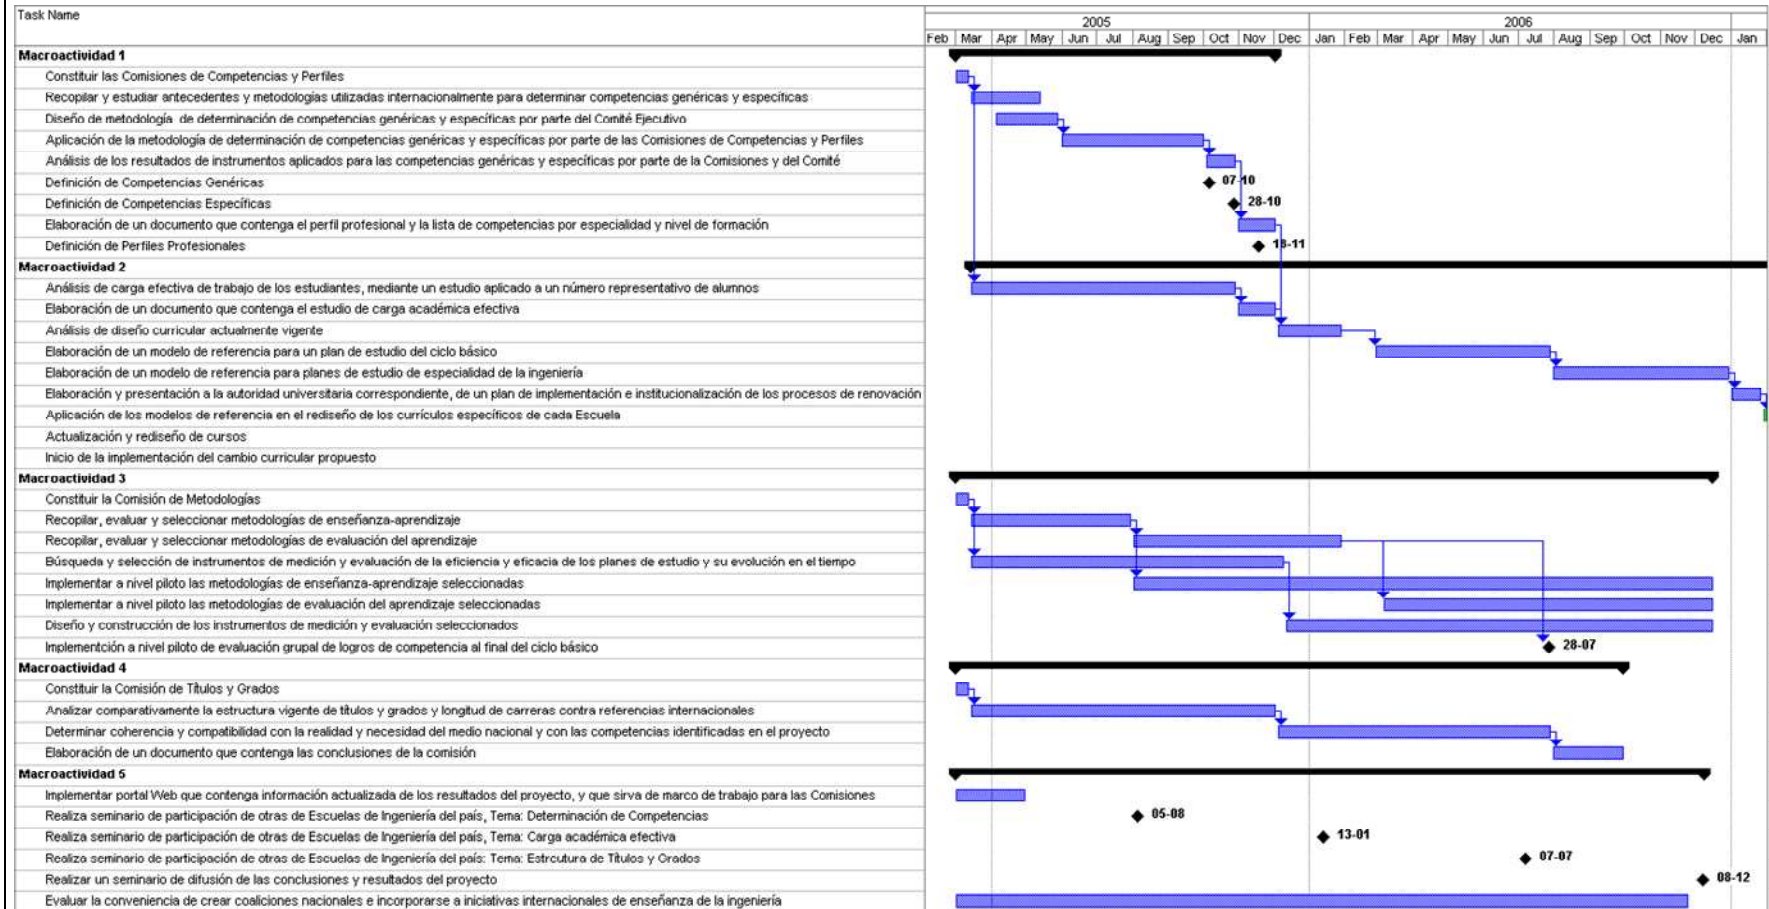 Task Name
2005 2006
Feb Mar Apr May Jun Jul Aug Sep Oct Nov Dec Jan Feb Mar Apr May Jun Jul Aug Sep Oct Nov Dec Jan
Macroactividad 1
Constituir las Comisiones de Competencias y Perfiles
Recopilar y estudiar antecedentes y metodologías utilizadas internacionalmente para determinar competencias genéricas y específicas
Diseño de metodología de determinación de competencias genéricas y específicas por parte del Comité Ejecutivo
Aplicación de la metodología de determinación de competencias genéricas y específicas por parte de las Comisiones de Competencias y Perfiles
Análisis de los resultados de instrumentos aplicados para las competencias genéricas y específicas por parte de la Comisiones y del Comité
Definición de Competencias Genéricas 07-10
Definición de Competencias Específicas 28-10
Elaboración de un documento que contenga el perfil profesional y la lista de competencias por especialidad y nivel de formación
Definición de Perfiles Profesionales 18-11
Macroactividad 2
Análisis de carga efectiva de trabajo de los estudiantes, mediante un estudio aplicado a un número representativo de alumnos
Elaboración de un documento que contenga el estudio de carga académica efectiva
Análisis de diseño curricular actualmente vigente
Elaboración de un modelo de referencia para un plan de estudio del ciclo básico
Elaboración de un modelo de referencia para planes de estudio de especialidad de la ingeniería
Elaboración y presentación a la autoridad universitaria correspondiente, de un plan de implementación e institucionalización de los procesos de renovación
Aplicación de los modelos de referencia en el rediseño de los currículos específicos de cada Escuela
Actualización y rediseño de cursos
Inicio de la implementación del cambio curricular propuesto
Macroactividad 3
Constituir la Comisión de Metodologías
Recopilar, evaluar y seleccionar metodologías de enseñanza-aprendizaje
Recopilar, evaluar y seleccionar metodologías de evaluación del aprendizaje
Búsqueda y selección de instrumentos de medición y evaluación de la eficiencia y eficacia de los planes de estudio y su evolución en el tiempo
Implementar a nivel piloto las metodologías de enseñanza-aprendizaje seleccionadas
Implementar a nivel piloto las metodologías de evaluación del aprendizaje seleccionadas
Diseño y construcción de los instrumentos de medición y evaluación seleccionados
Implementción a nivel piloto de evaluación grupal de logros de competencia al final del ciclo básico 28-07
Macroactividad 4
Constituir la Comisión de Títulos y Grados
Analizar comparativamente la estructura vigente de títulos y grados y longitud de carreras contra referencias internacionales
Determinar coherencia y compatibilidad con la realidad y necesidad del medio nacional y con las competencias identificadas en el proyecto
Elaboración de un documento que contenga las conclusiones de la comisión
Macroactividad 5
Implementar portal Web que contenga información actualizada de los resultados del proyecto, y que sirva de marco de trabajo para las Comisiones
Realiza seminario de participación de otras de Escuelas de Ingeniería del país, Tema: Determinación de Competencias 05-08
Realiza seminario de participación de otras de Escuelas de Ingeniería del país, Tema: Carga académica efectiva 13-01
Realiza seminario de participación de otras de Escuelas de Ingeniería del país: Tema: Estrcutura de Títulos y Grados 07-07
Realizar un seminario de difusión de las conclusiones y resultados del proyecto 08-12
Evaluar la conveniencia de crear coaliciones nacionales e incorporarse a iniciativas internacionales de enseñanza de la ingeniería